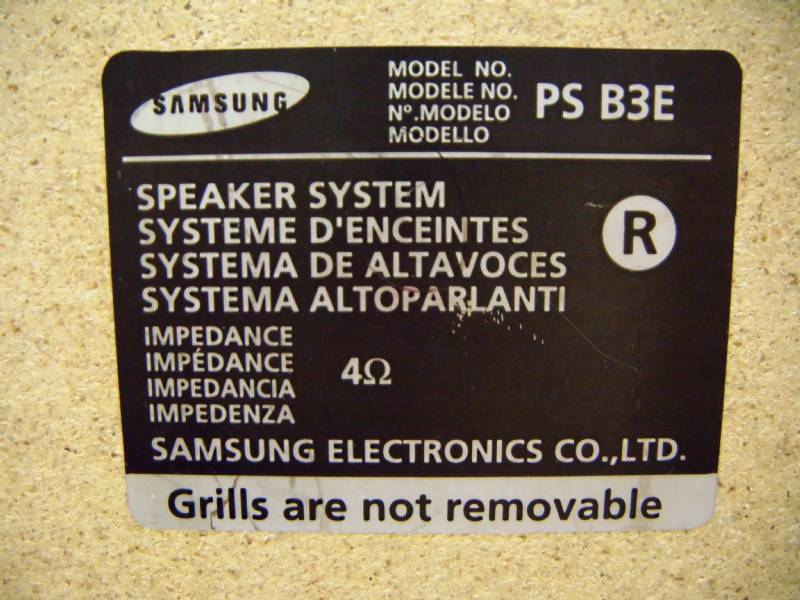 SAMSUNG
MODEL NO.
MODELE NO.
Nº.MODELO
MODELLO
PS B3E
SPEAKER SYSTEM
SYSTEME D'ENCEINTES
SYSTEMA DE ALTAVOCES
SYSTEMA ALTOPARLANTI
R
IMPEDANCE
IMPÉDANCE
IMPEDANCIA
IMPEDENZA
4Ω
SAMSUNG ELECTRONICS CO.,LTD.
Grills are not removable